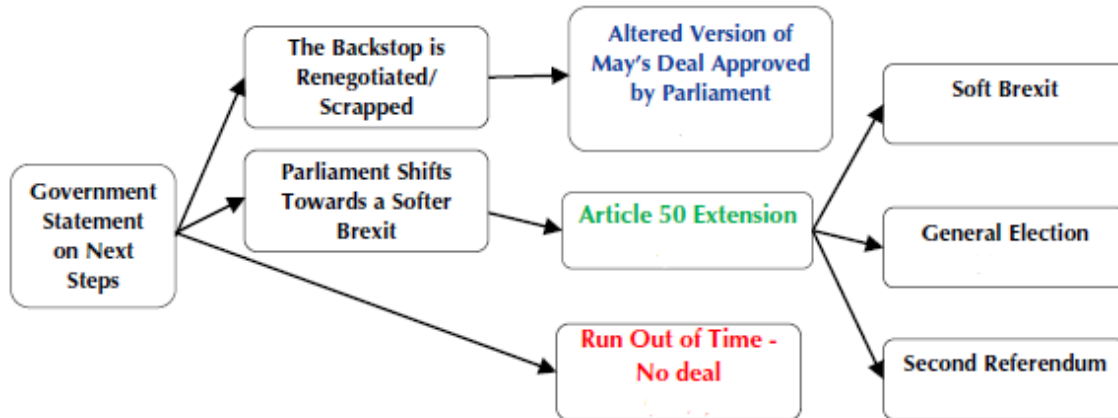 The Backstop is
Renegotiated/
Scrapped
Altered Version of
May's Deal Approved
by Parliament
Soft Brexit
Government
Statement
on Next
Steps
Parliament Shifts
Towards a Softer
Brexit
Article 50 Extension
General Election
Run Out of Time -
No deal
Second Referendum